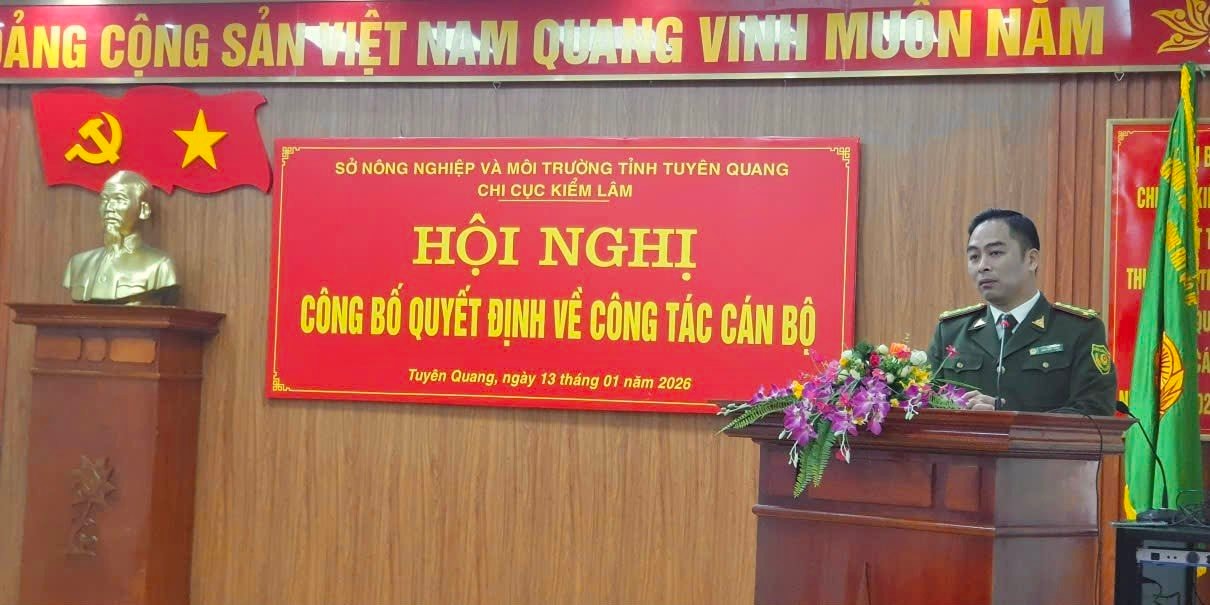 ĐẢNG CỘNG SẢN VIỆT NAM QUANG VINH MUÔN NĂM
SỞ NÔNG NGHIỆP VÀ MÔI TRƯỜNG TỈNH TUYÊN QUANG
CHI CỤC KIỂM LÂM
HỘI NGHỊ
CÔNG BỐ QUYẾT ĐỊNH VỀ CÔNG TÁC CÁN BỘ
Tuyên Quang, ngày 13 tháng 01 năm 2026